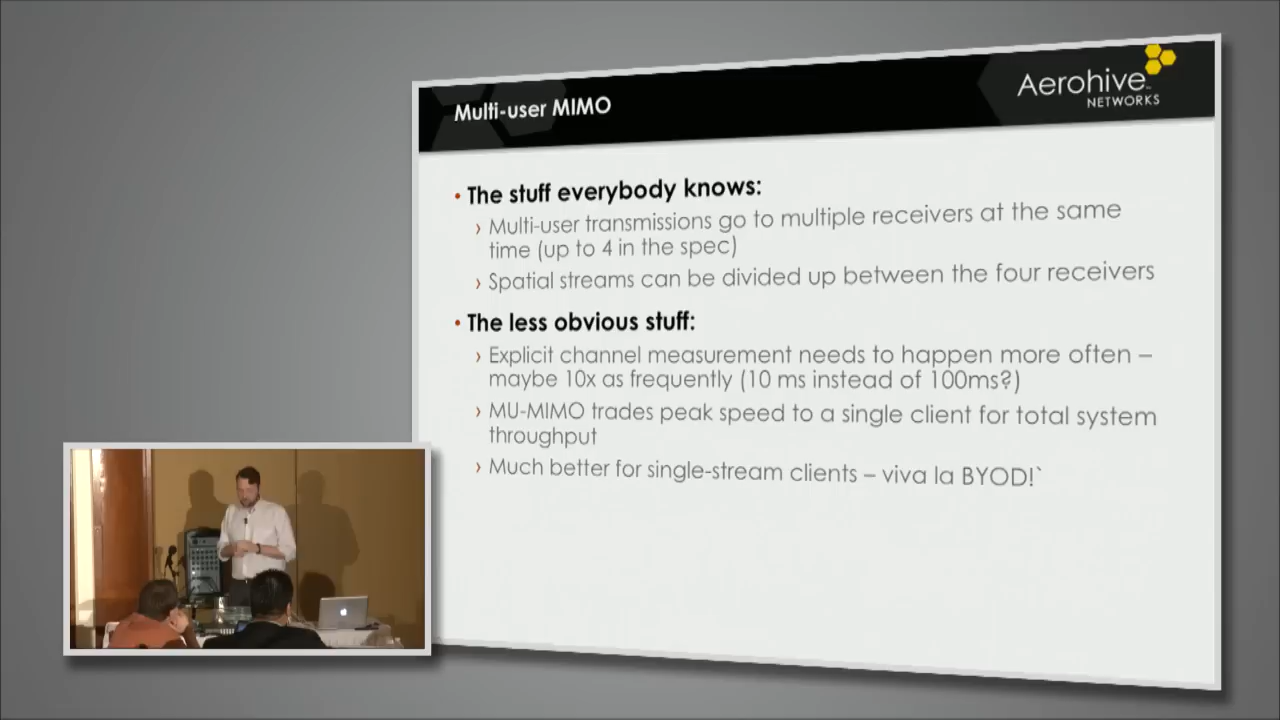 Multi-user MIMO
Aerohive
NETWORKS
• The stuff everybody knows:
› Multi-user transmissions go to multiple receivers at the same
time (up to 4 in the spec)
› Spatial streams can be divided up between the four receivers
• The less obvious stuff:
› Explicit channel measurement needs to happen more often –
maybe 10x as frequently (10 ms instead of 100ms?)
› MU-MIMO trades peak speed to a single client for total system
throughput
› Much better for single-stream clients – viva la BYOD!`